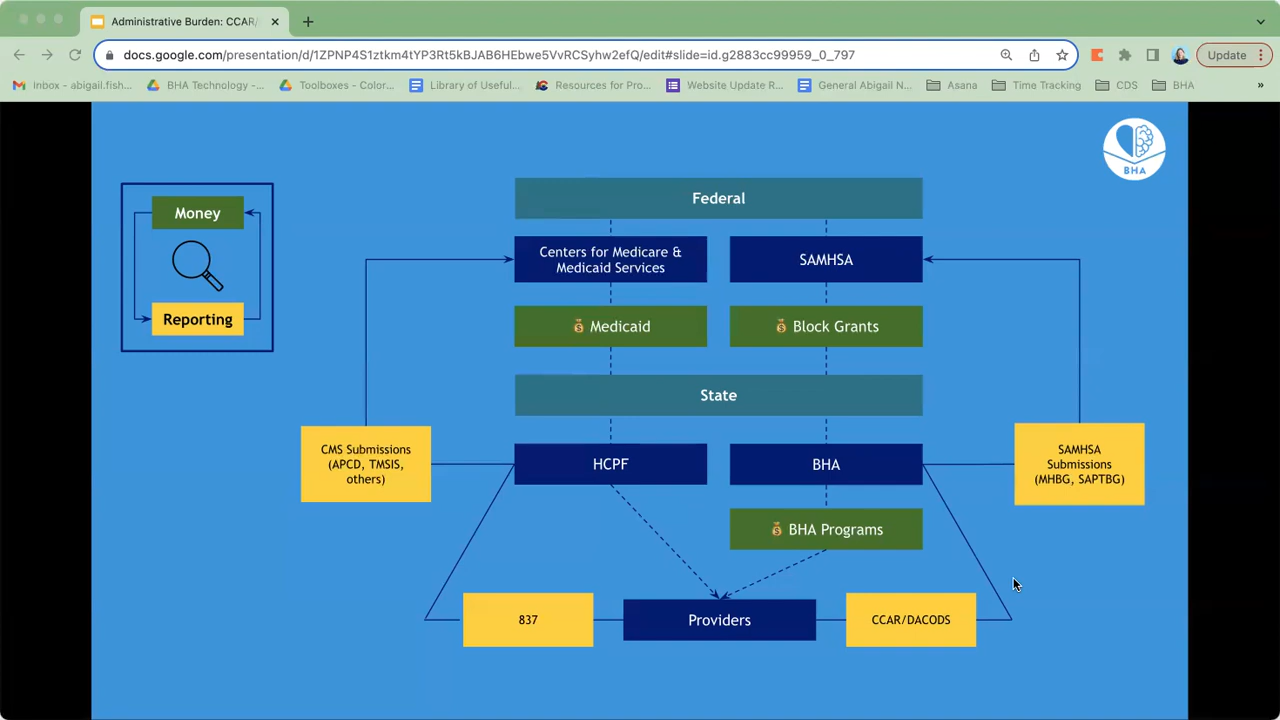 Administrative Burden: CCAR/
docs.google.com/presentation/d/1ZPNP4S1ztkm4tYP3Rt5kBJAB6HEbwe5VvRCSyhw2efQ/edit#slide=id.g2883cc99959_0_797
Update
Inbox - abigail.fish...
BHA Technology -...
Toolboxes - Color...
Library of Useful...
Resources for Pro...
Website Update R...
General Abigail N...
Asana
Time Tracking
CDS
BHA
»
BHA
Money
Reporting
Federal
Centers for Medicare &
Medicaid Services
SAMHSA
Medicaid
Block Grants
State
CMS Submissions
(APCD, TMSIS,
others)
HCPF
BHA
SAMHSA
Submissions
(MHBG, SAPTBG)
BHA Programs
837
Providers
CCAR/DACODS